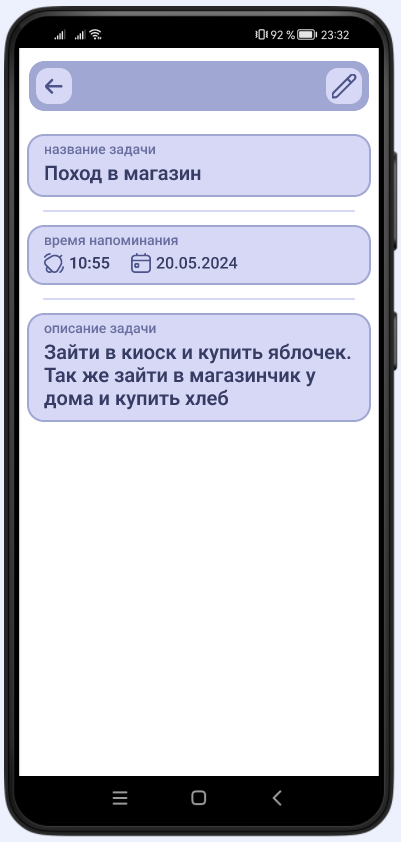 92 % 23:32
название задачи
Поход в магазин
время напоминания
10:55 20.05.2024
описание задачи
Зайти в киоск и купить яблочек.
Так же зайти в магазинчик у
дома и купить хлеб